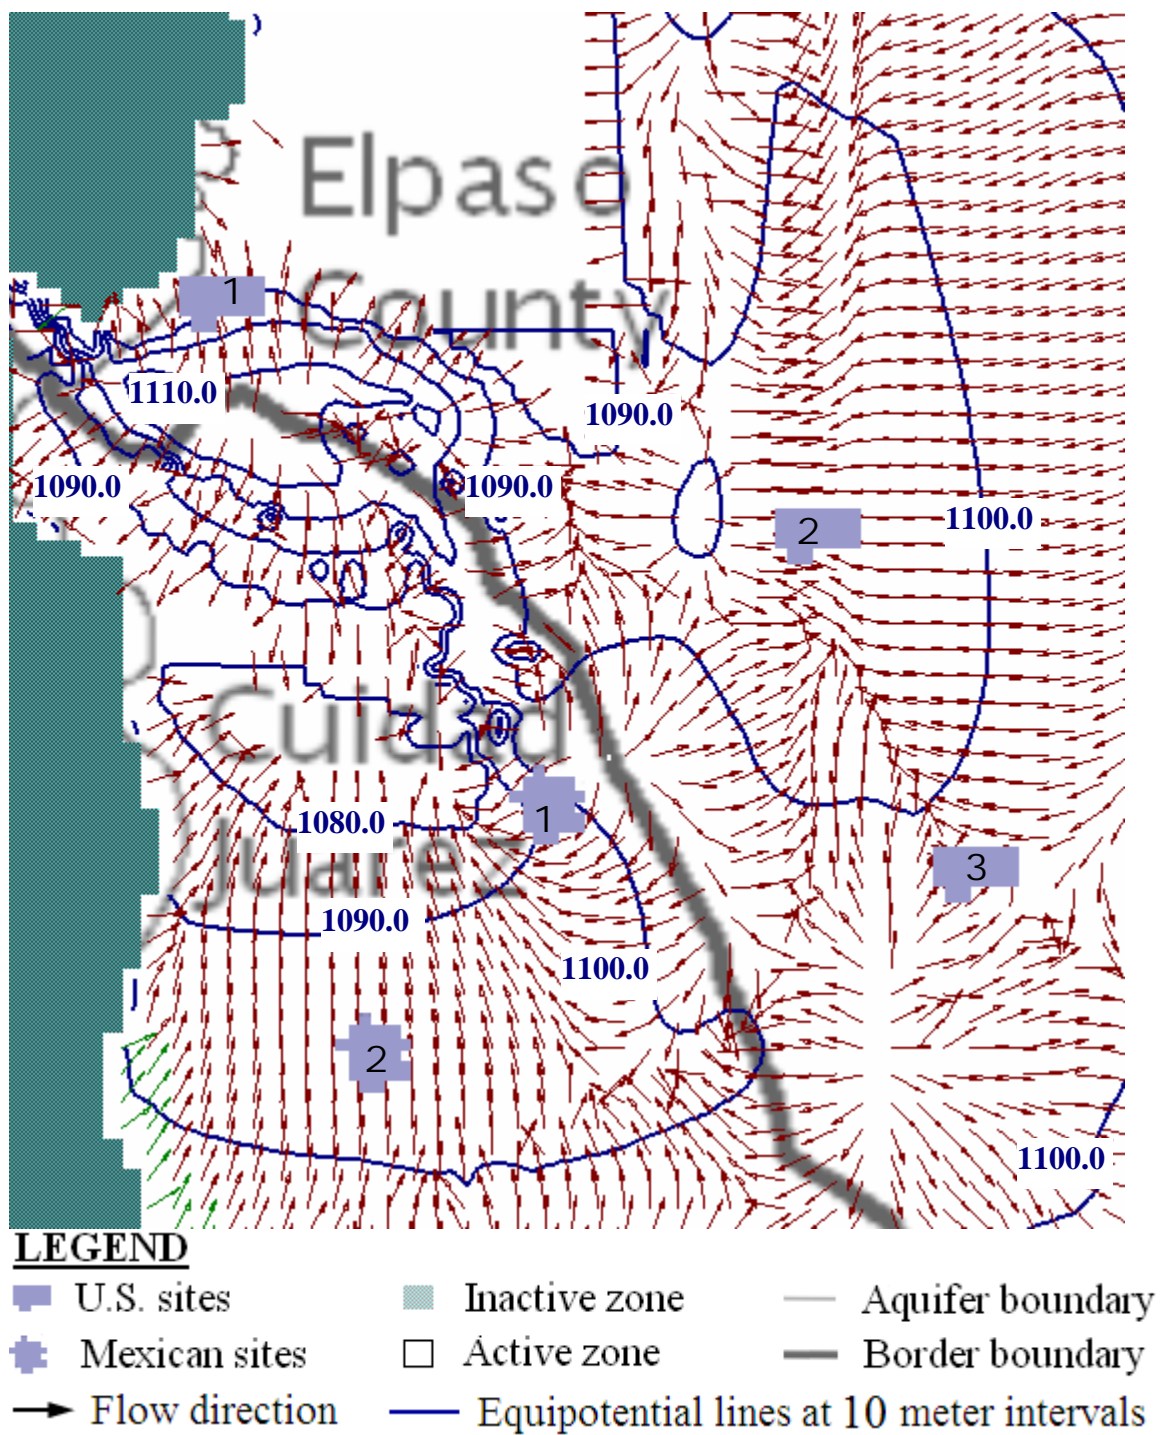 Elpaso
County
1
1110.0
1090.0
1090.0
1090.0
2
1100.0
Cuidad
Juarez
1080.0
1
3
1090.0
1100.0
2
1100.0
LEGEND
U.S. sites
Inactive zone
Aquifer boundary
Mexican sites
Active zone
Border boundary
Flow direction
Equipotential lines at 10 meter intervals